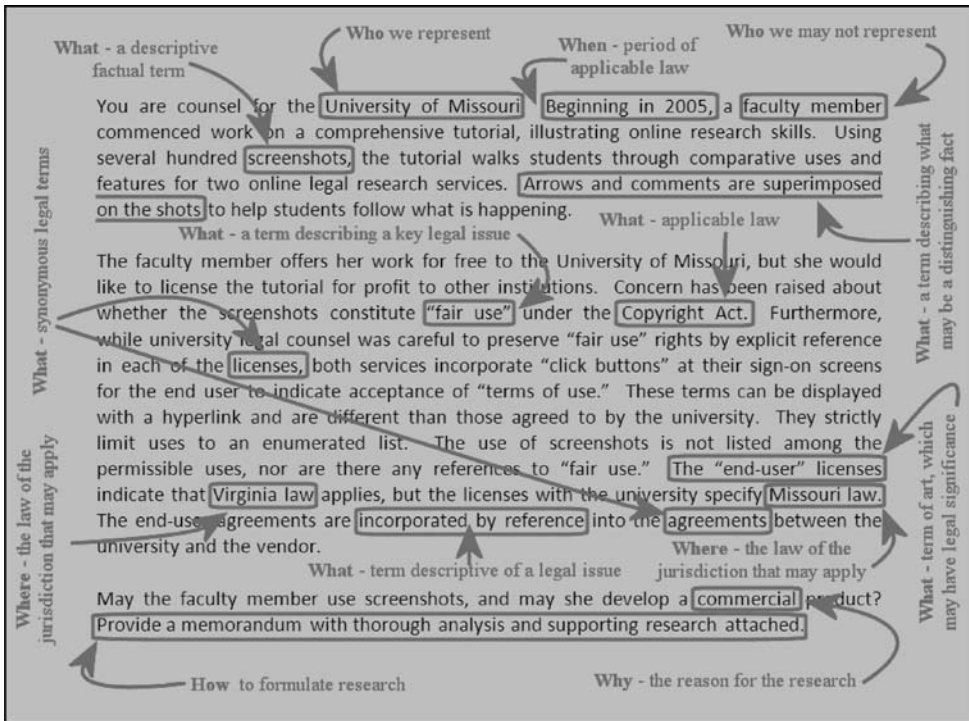 What - a descriptive
factual term
Who we represent
When - period of
applicable law
Who we may not represent
You are counsel for the University of Missouri Beginning in 2005, a faculty member
commenced work on a comprehensive tutorial, illustrating online research skills. Using
several hundred screenshots, the tutorial walks students through comparative uses and
features for two online legal research services. Arrows and comments are superimposed
on the shots to help students follow what is happening.
What - synonymous legal terms
What - a term describing a key legal issue
What - applicable law
What - a term describing what
may be a distinguishing fact
The faculty member offers her work for free to the University of Missouri, but she would
like to license the tutorial for profit to other institutions. Concern has been raised about
whether the screenshots constitute "fair use" under the Copyright Act. Furthermore,
while university legal counsel was careful to preserve "fair use" rights by explicit reference
in each of the licenses, both services incorporate "click buttons" at their sign-on screens
for the end user to indicate acceptance of "terms of use." These terms can be displayed
with a hyperlink and are different than those agreed to by the university. They strictly
limit uses to an enumerated list. The use of screenshots is not listed among the
permissible uses, nor are there any references to "fair use." The "end-user" licenses
indicate that Virginia law applies, but the licenses with the university specify Missouri law.
The end-user agreements are incorporated by reference into the agreements between the
university and the vendor.
Where - the law of the
jurisdiction that may apply
What - term descriptive of a legal issue
Where - the law of the
jurisdiction that may apply
What - term of art, which
may have legal significance
May the faculty member use screenshots, and may she develop a commercial product?
Provide a memorandum with thorough analysis and supporting research attached.
How to formulate research
Why - the reason for the research